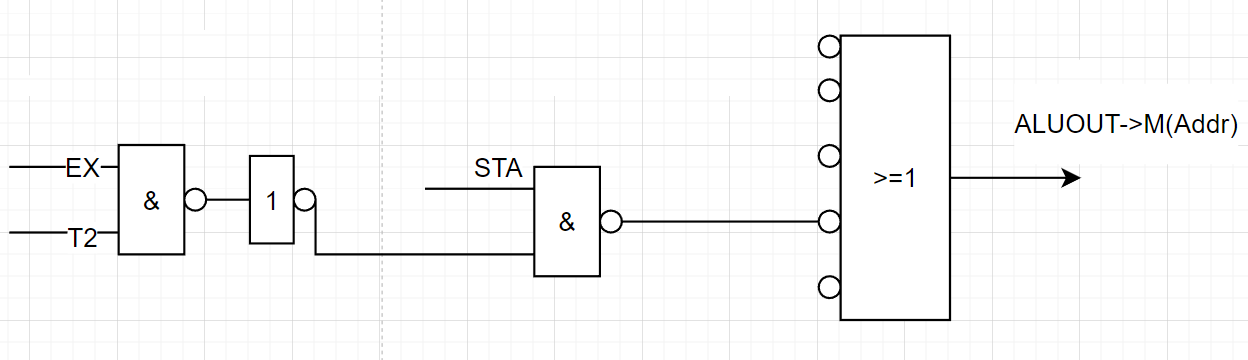 ALUOUT->M(Addr)
EX
STA
&
1
>=1
&
T2